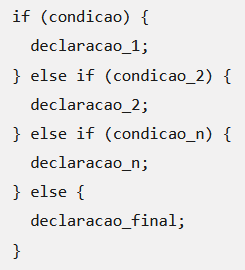 if (condicao) {
  declaracao_1;
} else if (condicao_2) {
  declaracao_2;
} else if (condicao_n) {
  declaracao_n;
} else {
  declaracao_final;
}